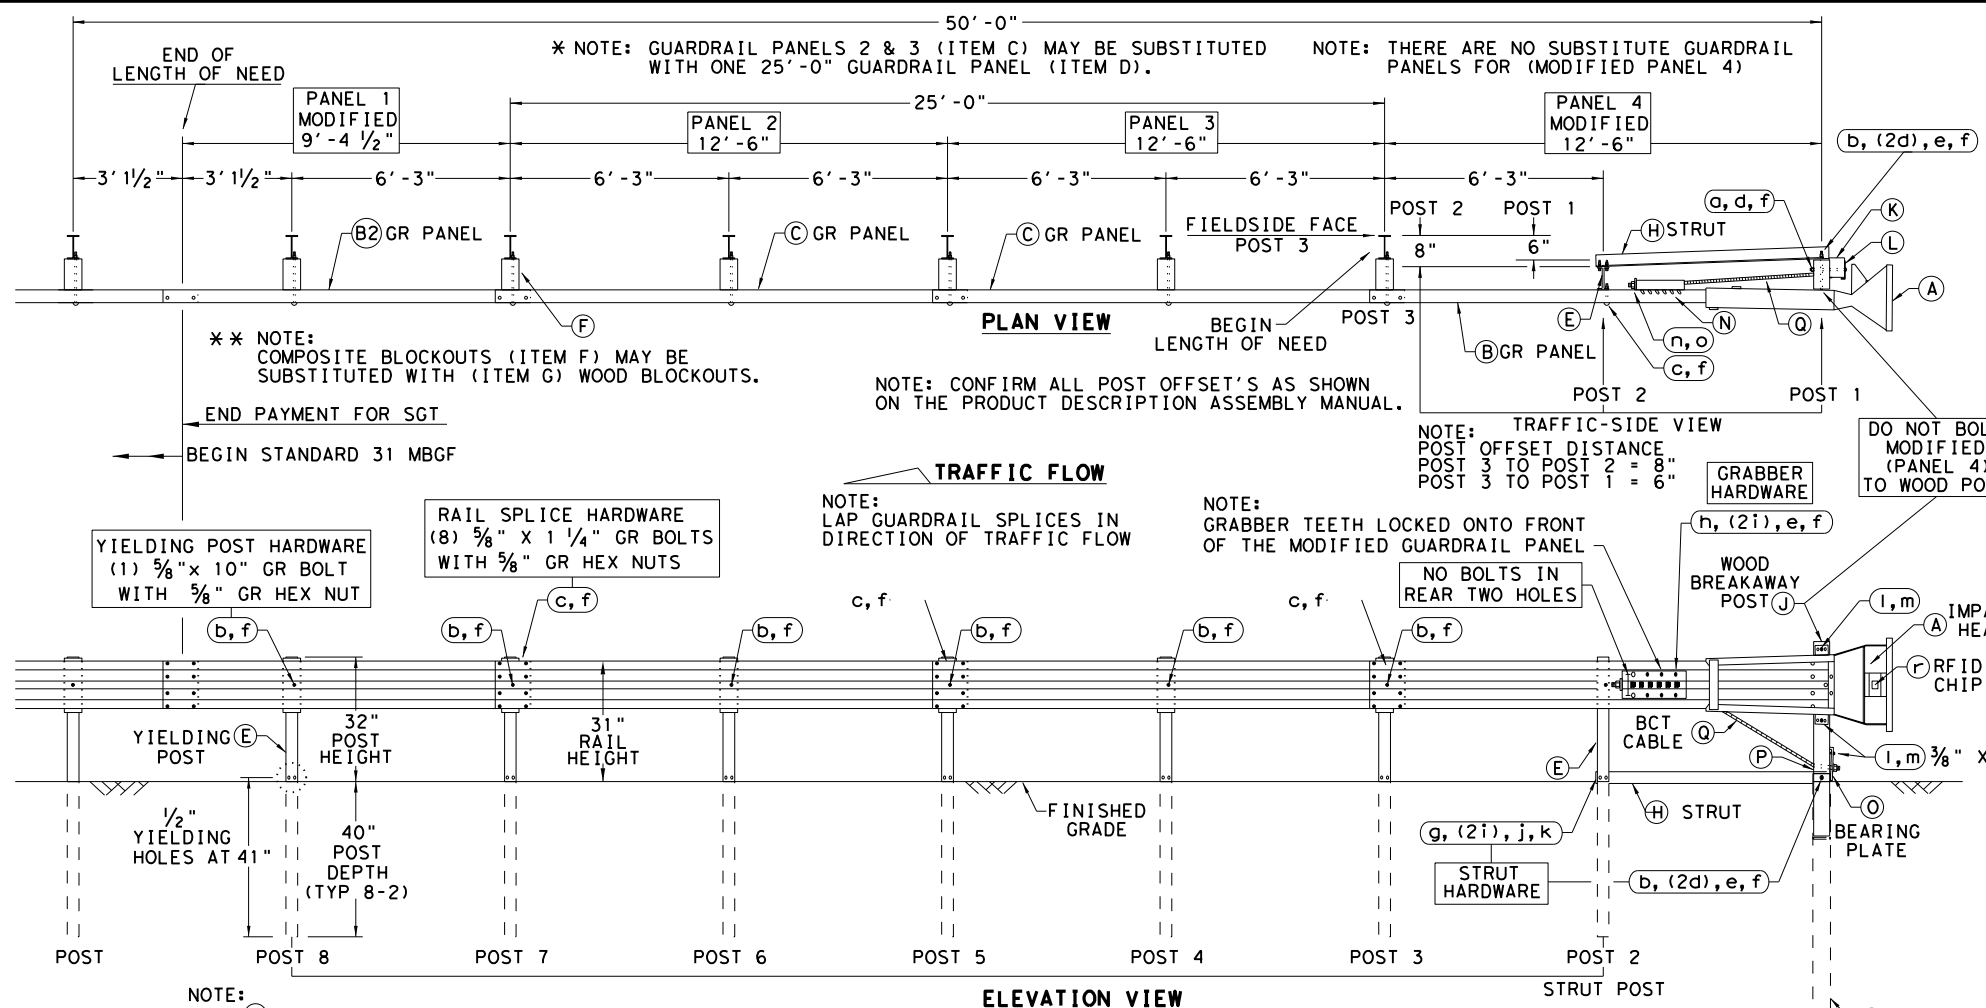 50'-0"
* NOTE: GUARDRAIL PANELS 2 & 3 (ITEM C) MAY BE SUBSTITUTED
WITH ONE 25'-0" GUARDRAIL PANEL (ITEM D).
NOTE: THERE ARE NO SUBSTITUTE GUARDRAIL
PANELS FOR (MODIFIED PANEL 4)
END OF
LENGTH OF NEED
PANEL 1
MODIFIED
9'-4 1/2"
25'-0"
PANEL 2
12'-6"
PANEL 3
12'-6"
PANEL 4
MODIFIED
12'-6"
b, (2d), e, f
3' 1 1/2"
3' 1 1/2"
6'-3"
6'-3"
6'-3"
6'-3"
6'-3"
6'-3"
B2 GR PANEL
C GR PANEL
C GR PANEL
FIELDSIDE FACE
POST 3
POST 2
8"
POST 1
6"
H STRUT
a, d, f
K
L
A
F
PLAN VIEW
BEGIN
LENGTH OF NEED
POST 3
B GR PANEL
E
N
Q
n, o
c, f
POST 2
POST 1
** NOTE:
COMPOSITE BLOCKOUTS (ITEM F) MAY BE
SUBSTITUTED WITH (ITEM G) WOOD BLOCKOUTS.
NOTE: CONFIRM ALL POST OFFSET'S AS SHOWN
ON THE PRODUCT DESCRIPTION ASSEMBLY MANUAL.
END PAYMENT FOR SGT
BEGIN STANDARD 31 MBGF
TRAFFIC-SIDE VIEW
NOTE:
POST OFFSET DISTANCE
POST 3 TO POST 2 = 8"
POST 3 TO POST 1 = 6"
MODIFIED
(PANEL 4)
TRAFFIC FLOW
NOTE:
LAP GUARDRAIL SPLICES IN
DIRECTION OF TRAFFIC FLOW
NOTE:
GRABBER TEETH LOCKED ONTO FRONT
OF THE MODIFIED GUARDRAIL PANEL
GRABBER
HARDWARE
h, (2i), e, f
YIELDING POST HARDWARE
(1) 5/8"x 10" GR BOLT
WITH 5/8" GR HEX NUT
RAIL SPLICE HARDWARE
(8) 5/8" X 1 1/4" GR BOLTS
WITH 5/8" GR HEX NUTS
NO BOLTS IN
REAR TWO HOLES
WOOD
BREAKAWAY
POST J
l, m
A
r RFID
CHIP
b, f
b, f
c, f
b, f
c, f
b, f
b, f
c, f
b, f
YIELDING E
POST
32"
POST
HEIGHT
31"
RAIL
HEIGHT
BCT
CABLE
Q
E
P
l, m 3/8" X
1/2"
YIELDING
HOLES AT 41"
40"
POST
DEPTH
(TYP 8-2)
FINISHED
GRADE
g, (2i), j, k
STRUT
HARDWARE
H STRUT
b, (2d), e, f
O
BEARING
PLATE
POST
POST 8
POST 7
POST 6
POST 5
POST 4
POST 3
POST 2
STRUT POST
NOTE:
ELEVATION VIEW